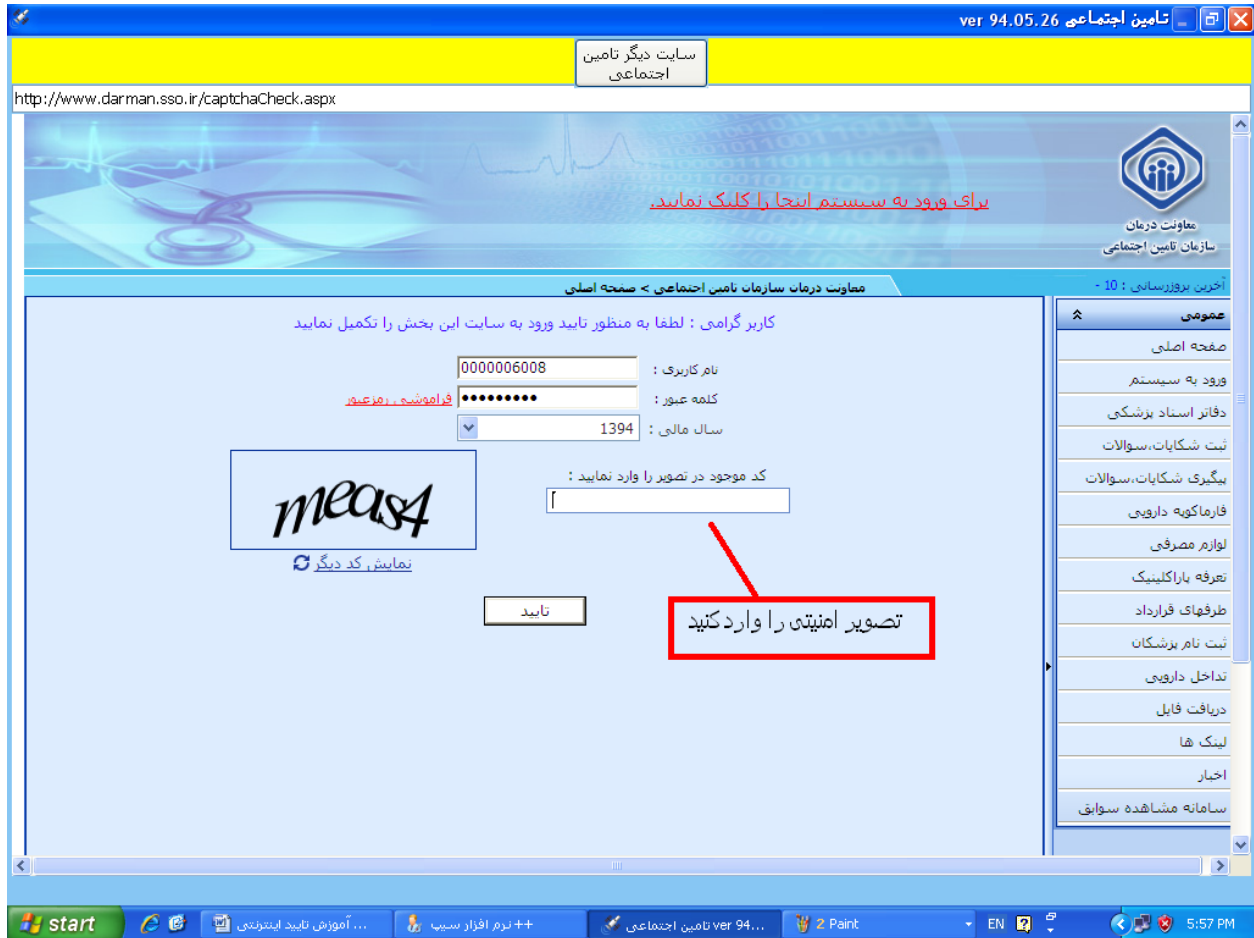 تامین اجتماعی ver 94.05.26
سایت دیگر تامین
اجتماعی
http://www.darman.sso.ir/captchaCheck.aspx
برای ورود به سیستم اینجا را کلیک نمایید.
معاونت درمان
سازمان تامین اجتماعی
معاونت درمان سازمان تامین اجتماعی > صفحه اصلی
آخرین بروزرسانی : 10 -
کاربر گرامی : لطفا به منظور تایید ورود به سایت این بخش را تکمیل نمایید
نام کاربری : 0000006008
کلمه عبور : ••••••••• فراموشی رمزعبور
سال مالی : 1394
کد موجود در تصویر را وارد نمایید :
meas4
نمایش کد دیگر
تایید
تصویر امنیتی را وارد کنید
عمومی
صفحه اصلی
ورود به سیستم
دفاتر اسناد پزشکی
ثبت شکایات،سوالات
پیگیری شکایات،سوالات
فارماکوپه دارویی
لوازم مصرفی
تعرفه پاراکلینیک
طرفهای قرارداد
ثبت نام پزشکان
تداخل دارویی
دریافت فایل
لینک ها
اخبار
سامانه مشاهده سوابق
start
آموزش تایید اینترنتی ...
نرم افزار سیب ++
تامین اجتماعی ver 94...
2 Paint
EN
5:57 PM